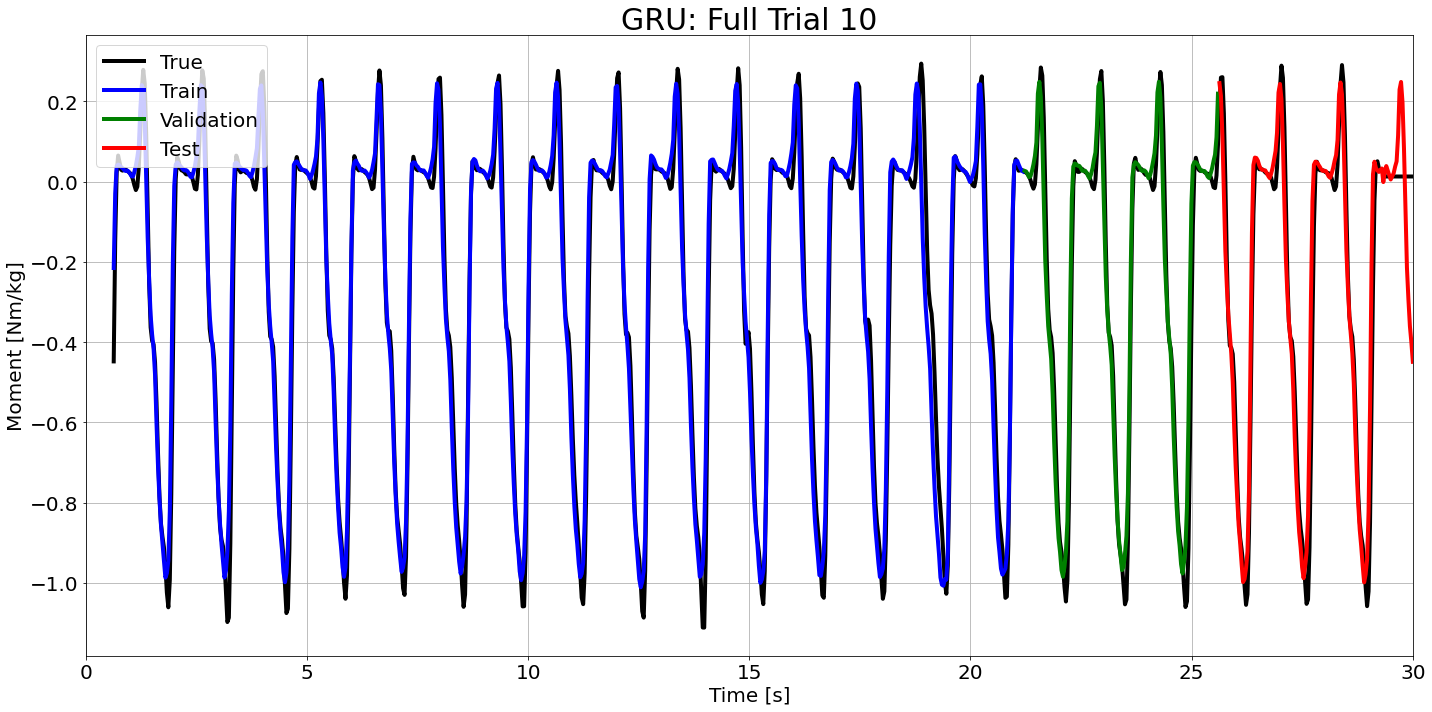 GRU: Full Trial 10
True
Train
Validation
Test
0.2
0.0
−0.2
−0.4
−0.6
−0.8
−1.0
Moment [Nm/kg]
0 5 10 15 20 25 30
Time [s]